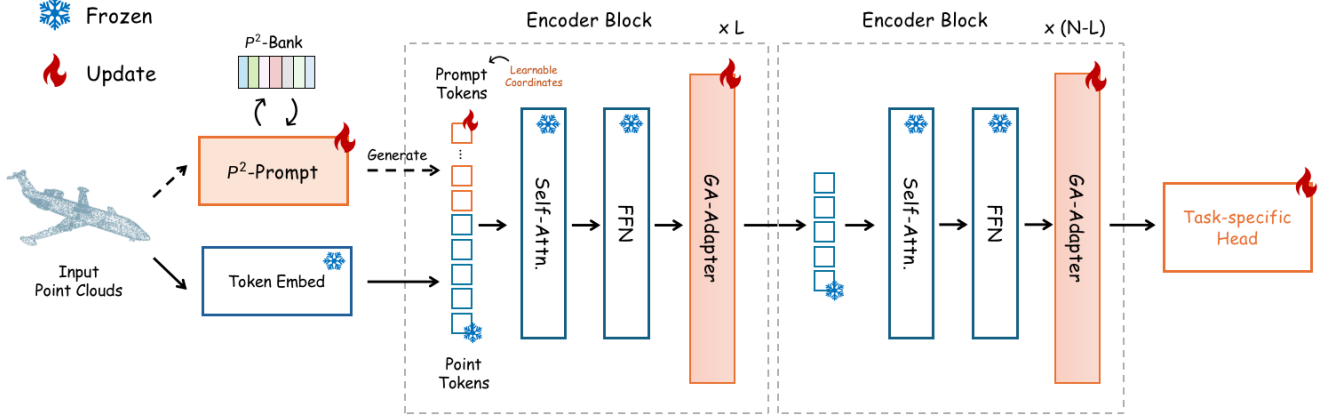 Frozen
Update
P²-Bank
P²-Prompt
Generate
Input
Point Clouds
Token Embed
Encoder Block
x L
Prompt
Tokens
Learnable
Coordinates
...
Point
Tokens
Self-Attn.
FFN
GA-Adapter
Encoder Block
x (N-L)
Self-Attn.
FFN
GA-Adapter
Task-specific
Head